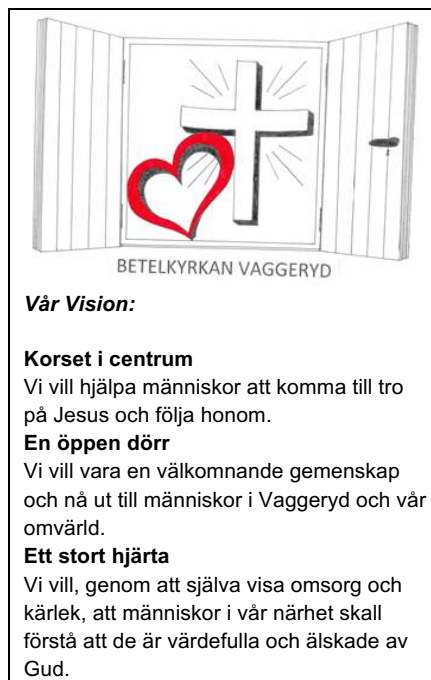 BETELKYRKAN VAGGERYD
Vår Vision:
Korset i centrum
Vi vill hjälpa människor att komma till tro
på Jesus och följa honom.
En öppen dörr
Vi vill vara en välkomnande gemenskap
och nå ut till människor i Vaggeryd och vår
omvärld.
Ett stort hjärta
Vi vill, genom att själva visa omsorg och
kärlek, att människor i vår närhet skall
förstå att de är värdefulla och älskade av
Gud.